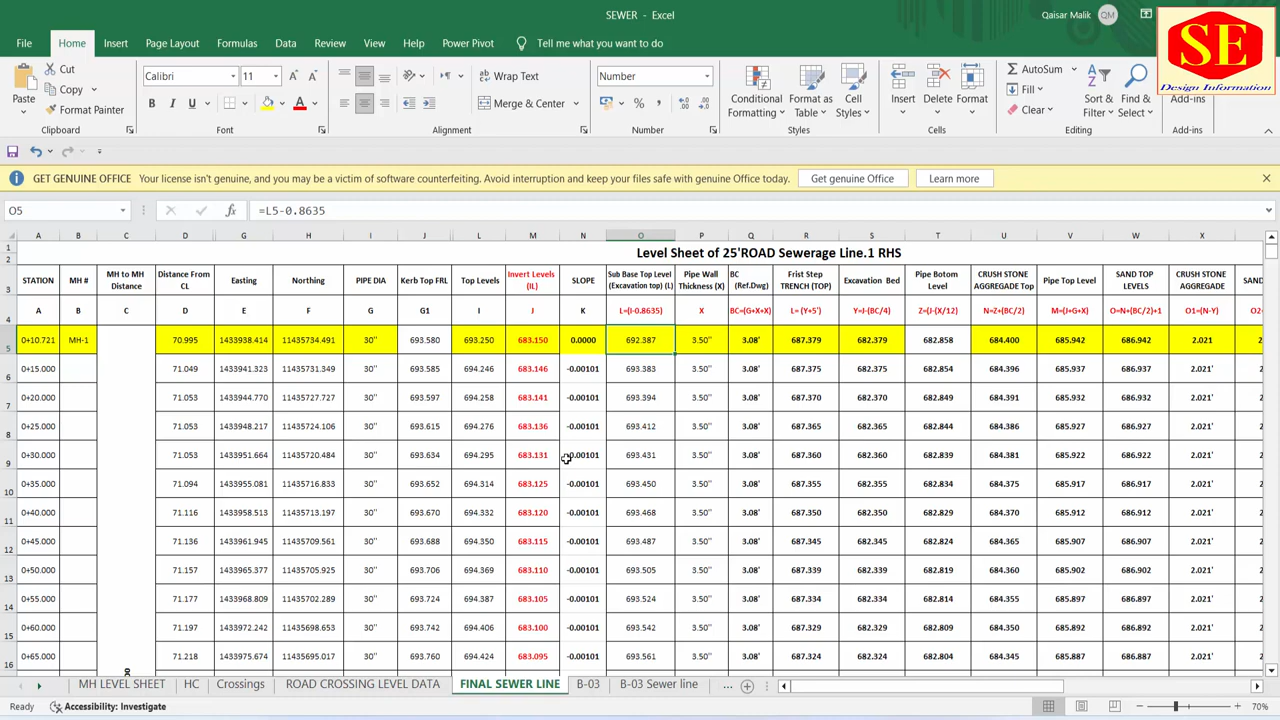 SEWER - Excel
Qaisar Malik QM
SE
Design Information
File Home Insert Page Layout Formulas Data Review View Help Power Pivot Tell me what you want to do
Paste Cut Copy Format Painter
Calibri 11
B I U A
Wrap Text
Merge & Center
Number
Conditional Formatting Format as Table Cell Styles
Insert Delete Format
AutoSum Fill Clear
Sort & Filter Find & Select
Add-ins
Clipboard Font Alignment Number Styles Cells Editing Add-ins
GET GENUINE OFFICE Your license isn't genuine, and you may be a victim of software counterfeiting. Avoid interruption and keep your files safe with genuine Office today. Get genuine Office Learn more
O5 fx =L5-0.8635
A B C D G H I J L M N O P Q R S T U V W X
1 Level Sheet of 25'ROAD Sewerage Line.1 RHS
2
3 STATION MH # MH to MH Distance Distance From CL Easting Northing PIPE DIA Kerb Top FRL Top Levels Invert Levels (IL) SLOPE Sub Base Top Level (Excavation top) (L) Pipe Wall Thickness (X) BC (Ref.Dwg) Frist Step TRENCH (TOP) Excavation Bed Pipe Botom Level CRUSH STONE AGGREGATE Top Pipe Top Level SAND TOP LEVELS CRUSH STONE AGGREGATE SAND
4 A B C D E F G G1 I J K L=(I-0.8635) X BC=(G+X+X) L= (Y+5') Y=J-(BC/4) Z=(J-(X/12) N=Z+(BC/2) M=(J+G+X) O=N+(BC/2)+1 O1=(N-Y) O2
5 0+10.721 MH-1 70.995 1433938.414 11435734.491 30" 693.580 693.250 683.150 0.0000 692.387 3.50" 3.08' 687.379 682.379 682.858 684.400 685.942 686.942 2.021 2.
6 0+15.000 71.049 1433941.323 11435731.349 30" 693.585 694.246 683.146 -0.00101 693.383 3.50" 3.08' 687.375 682.375 682.854 684.396 685.937 686.937 2.021' 2.
7 0+20.000 71.053 1433944.770 11435727.727 30" 693.597 694.258 683.141 -0.00101 693.394 3.50" 3.08' 687.370 682.370 682.849 684.391 685.932 686.932 2.021' 2.
8 0+25.000 71.053 1433948.217 11435724.106 30" 693.615 694.276 683.136 -0.00101 693.412 3.50" 3.08' 687.365 682.365 682.844 684.386 685.927 686.927 2.021' 2.
9 0+30.000 71.053 1433951.664 11435720.484 30" 693.634 694.295 683.131 0.00101 693.431 3.50" 3.08' 687.360 682.360 682.839 684.381 685.922 686.922 2.021' 2.
10 0+35.000 71.094 1433955.081 11435716.833 30" 693.652 694.314 683.125 -0.00101 693.450 3.50" 3.08' 687.355 682.355 682.834 684.375 685.917 686.917 2.021' 2.
11 0+40.000 71.116 1433958.513 11435713.197 30" 693.670 694.332 683.120 -0.00101 693.468 3.50" 3.08' 687.350 682.350 682.829 684.370 685.912 686.912 2.021' 2.
12 0+45.000 71.136 1433961.945 11435709.561 30" 693.688 694.350 683.115 -0.00101 693.487 3.50" 3.08' 687.345 682.345 682.824 684.365 685.907 686.907 2.021' 2.
13 0+50.000 71.157 1433965.377 11435705.925 30" 693.706 694.369 683.110 -0.00101 693.505 3.50" 3.08' 687.339 682.339 682.819 684.360 685.902 686.902 2.021' 2.
14 0+55.000 71.177 1433968.809 11435702.289 30" 693.724 694.387 683.105 -0.00101 693.524 3.50" 3.08' 687.334 682.334 682.814 684.355 685.897 686.897 2.021' 2.
15 0+60.000 71.197 1433972.242 11435698.653 30" 693.742 694.406 683.100 -0.00101 693.542 3.50" 3.08' 687.329 682.329 682.809 684.350 685.892 686.892 2.021' 2.
16 0+65.000 71.218 1433975.674 11435695.017 30" 693.760 694.424 683.095 -0.00101 693.561 3.50" 3.08' 687.324 682.324 682.804 684.345 685.887 686.887 2.021' 2.
MH LEVEL SHEET HC Crossings ROAD CROSSING LEVEL DATA FINAL SEWER LINE B-03 B-03 Sewer line ...
Ready Accessibility: Investigate 70%